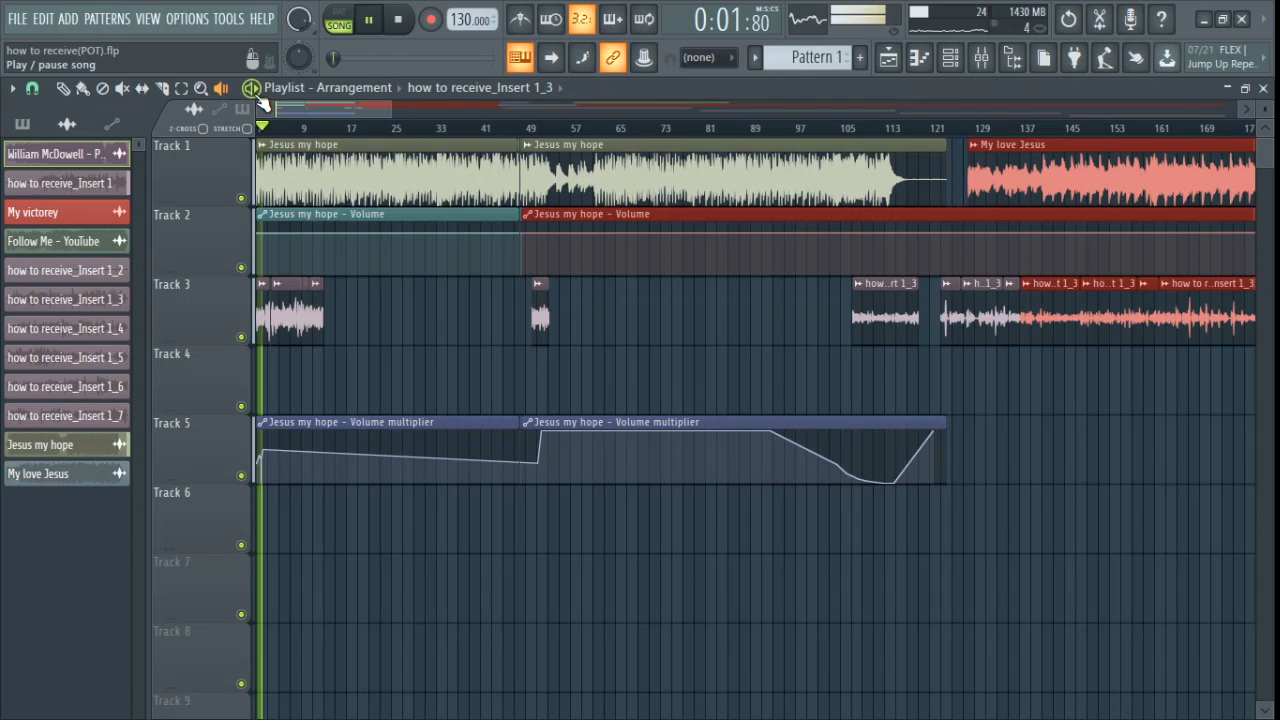 FILE EDIT ADD PATTERNS VIEW OPTIONS TOOLS HELP
PAT
SONG
130.000
3.2:
0:01:80
M:S:CS
24
1430 MB
4
how to receive(POT).flp
Play / pause song
(none)
Pattern 1
07/21 FLEX |
Jump Up Repe..
Playlist - Arrangement
how to receive_Insert 1_3
Z-CROSS
STRETCH
9 17 25 33 41 49 57 65 73 81 89 97 105 113 121 129 137 145 153 161 169 17
William McDowell - P..
how to receive_Insert 1
My victorey
Follow Me - YouTube
how to receive_Insert 1_2
how to receive_Insert 1_3
how to receive_Insert 1_4
how to receive_Insert 1_5
how to receive_Insert 1_6
how to receive_Insert 1_7
Jesus my hope
My love Jesus
Track 1
Jesus my hope
Jesus my hope
My love Jesus
Track 2
Jesus my hope - Volume
Jesus my hope - Volume
Track 3
how..rt 1_3
h..1_3
how..t 1_3
ho..t 1_3
how to r..nsert 1_3
Track 4
Track 5
Jesus my hope - Volume multiplier
Jesus my hope - Volume multiplier
Track 6
Track 7
Track 8
Track 9